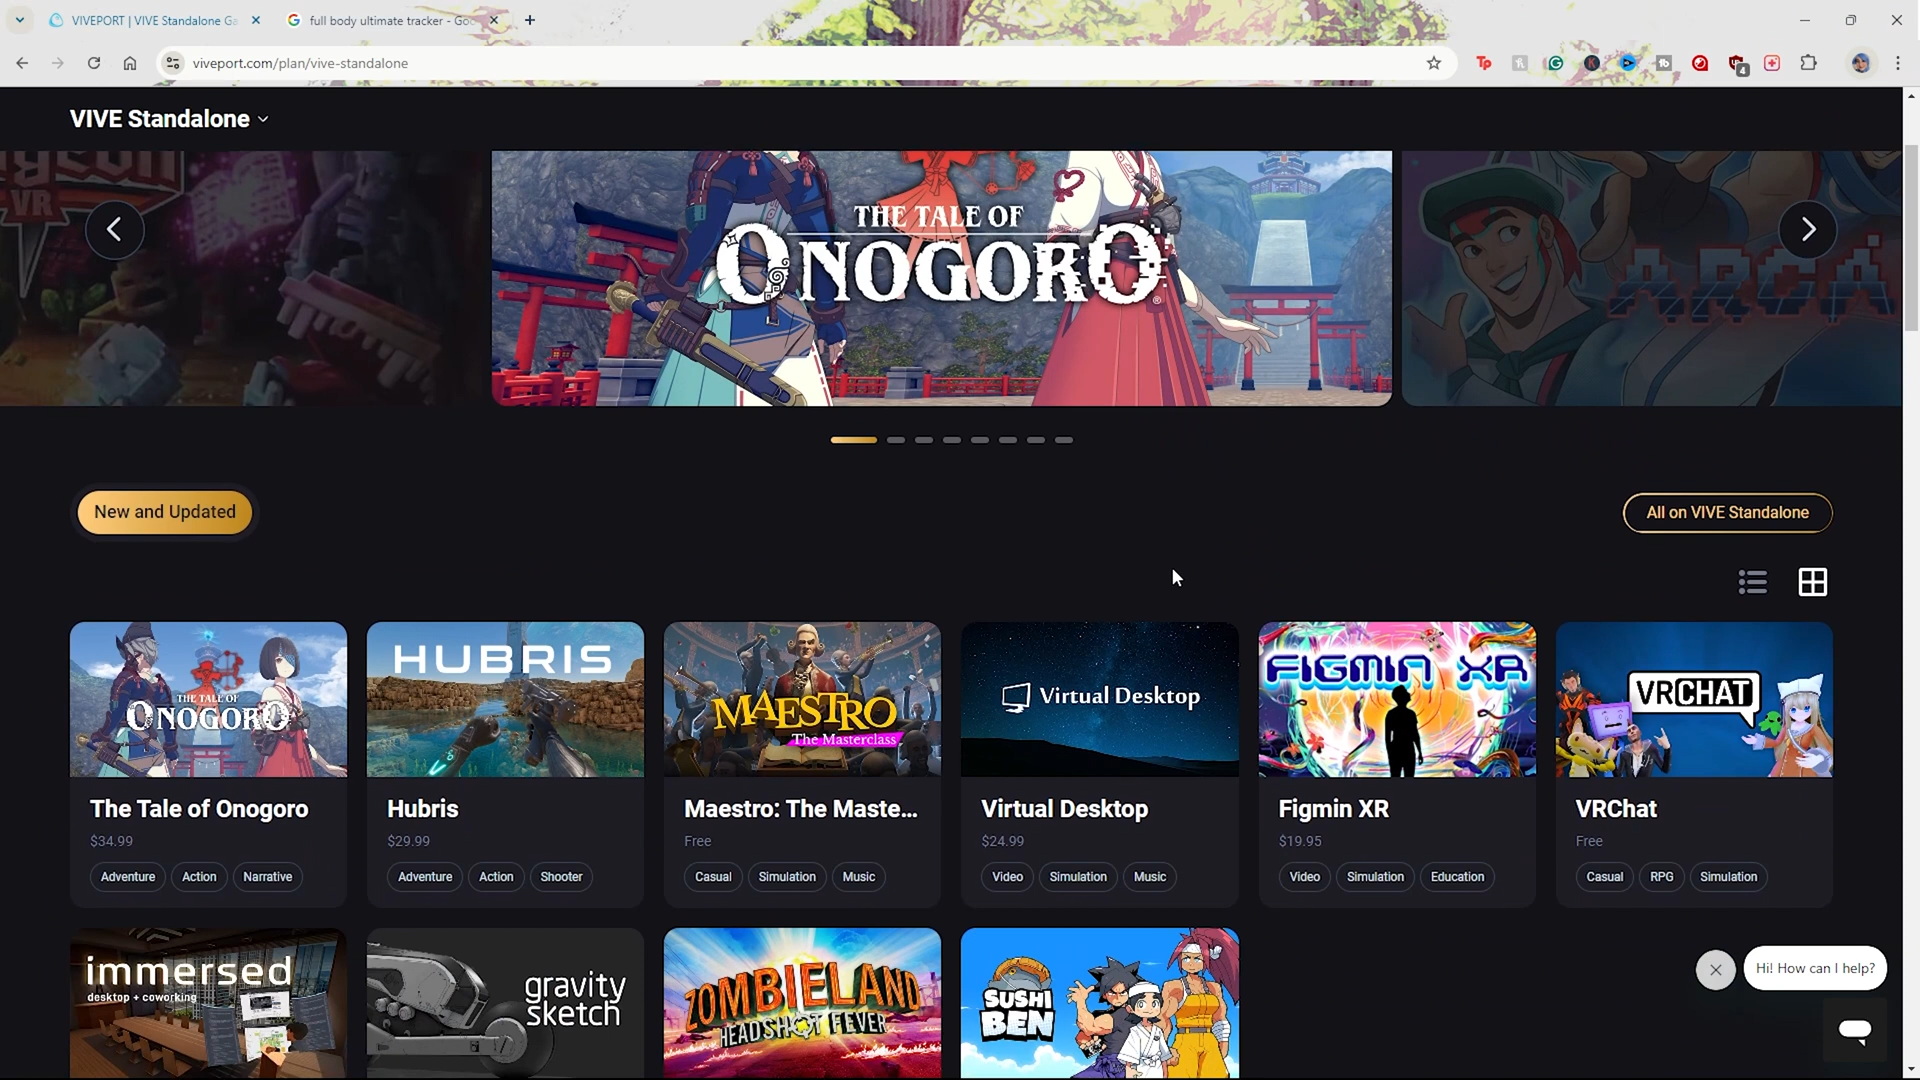 VIVEPORT | VIVE Standalone Ga
full body ultimate tracker - Goo
viveport.com/plan/vive-standalone
4
VIVE Standalone
VR
THE TALE OF
ONOGORO
ARCA
New and Updated
All on VIVE Standalone
THE TALE OF
ONOGORO
HUBRIS
MAESTRO
The Masterclass
Virtual Desktop
FIGMIN XR
VRCHAT
The Tale of Onogoro
Hubris
Maestro: The Maste...
Virtual Desktop
Figmin XR
VRChat
$34.99
$29.99
Free
$24.99
$19.95
Free
Adventure Action Narrative
Adventure Action Shooter
Casual Simulation Music
Video Simulation Music
Video Simulation Education
Casual RPG Simulation
immersed
desktop + coworking
gravity
sketch
ZOMBIELAND
HEADSHOT FEVER
SUSHI
BEN
Hi! How can I help?